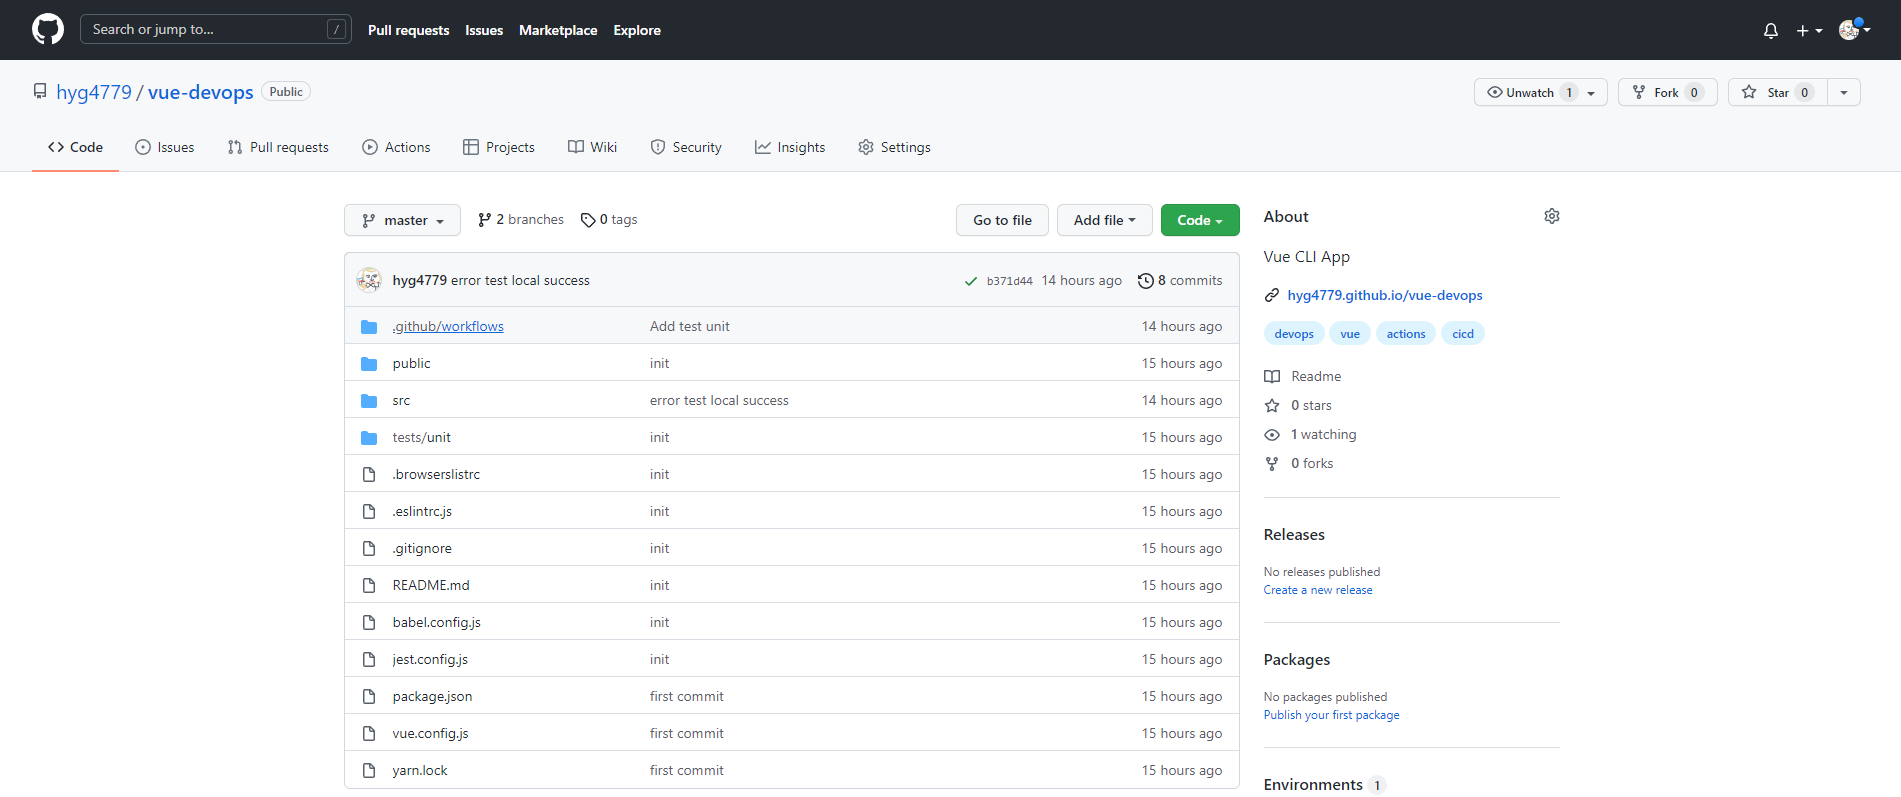 Search or jump to... /
Pull requests Issues Marketplace Explore
hyg4779 / vue-devops Public
Unwatch 1 Fork 0 Star 0
Code Issues Pull requests Actions Projects Wiki Security Insights Settings
master 2 branches 0 tags Go to file Add file Code
hyg4779 error test local success b371d44 14 hours ago 8 commits
.github/workflows Add test unit 14 hours ago
public init 15 hours ago
src error test local success 14 hours ago
tests/unit init 15 hours ago
.browserslistrc init 15 hours ago
.eslintrc.js init 15 hours ago
.gitignore init 15 hours ago
README.md init 15 hours ago
babel.config.js init 15 hours ago
jest.config.js init 15 hours ago
package.json first commit 15 hours ago
vue.config.js first commit 15 hours ago
yarn.lock first commit 15 hours ago
About
Vue CLI App
hyg4779.github.io/vue-devops
devops vue actions cicd
Readme
0 stars
1 watching
0 forks
Releases
No releases published
Create a new release
Packages
No packages published
Publish your first package
Environments 1